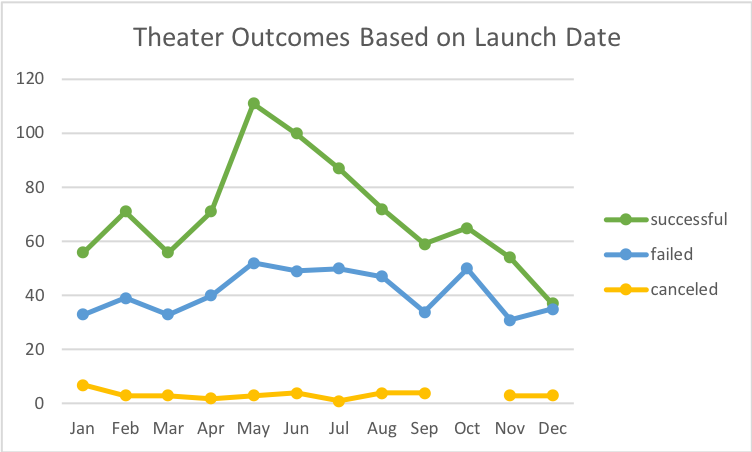 Theater Outcomes Based on Launch Date
120
100
80
60
40
20
0
Jan Feb Mar Apr May Jun Jul Aug Sep Oct Nov Dec
successful
failed
canceled